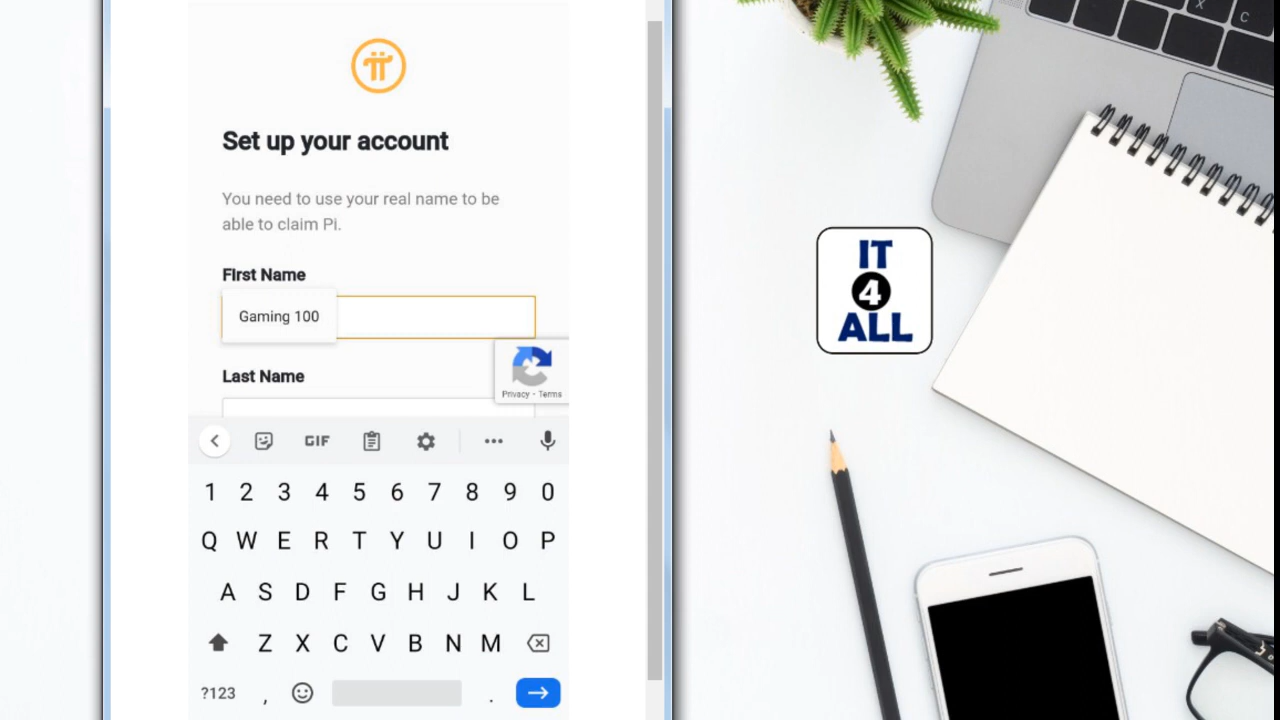 Set up your account
You need to use your real name to be
able to claim Pi.
FIrst Name
Gaming 100
Last Name
Privacy - Terms
GIF
1 2 3 4 5 6 7 8 9 0
Q W E R T Y U I O P
A S D F G H J K L
Z X C V B N M
?123 , .
IT
4
ALL
X C